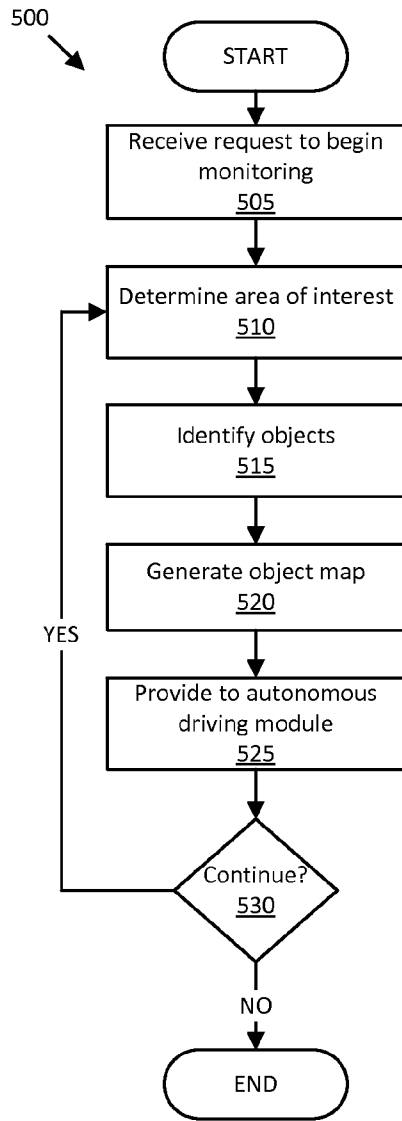 500
START
Receive request to begin
monitoring
505
Determine area of interest
510
Identify objects
515
Generate object map
520
YES
Provide to autonomous
driving module
525
Continue?
530
NO
END